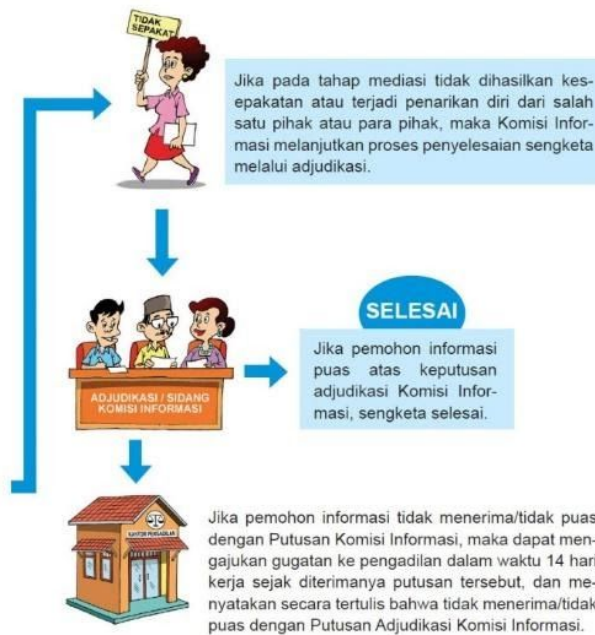 TIDAK
SEPAKAT
Jika pada tahap mediasi tidak dihasilkan kes-
epakatan atau terjadi penarikan diri dari salah
satu pihak atau para pihak, maka Komisi Infor-
masi melanjutkan proses penyelesaian sengketa
melalui adjudikasi.
SELESAI
Jika pemohon informasi
puas atas keputusan
adjudikasi Komisi Infor-
masi, sengketa selesai.
ADJUDIKASI / SIDANG
KOMISI INFORMASI
KANTOR PENGADILAN
Jika pemohon informasi tidak menerima/tidak puas
dengan Putusan Komisi Informasi, maka dapat men-
gajukan gugatan ke pengadilan dalam waktu 14 hari
kerja sejak diterimanya putusan tersebut, dan me-
nyatakan secara tertulis bahwa tidak menerima/tidak
puas dengan Putusan Adjudikasi Komisi Informasi.